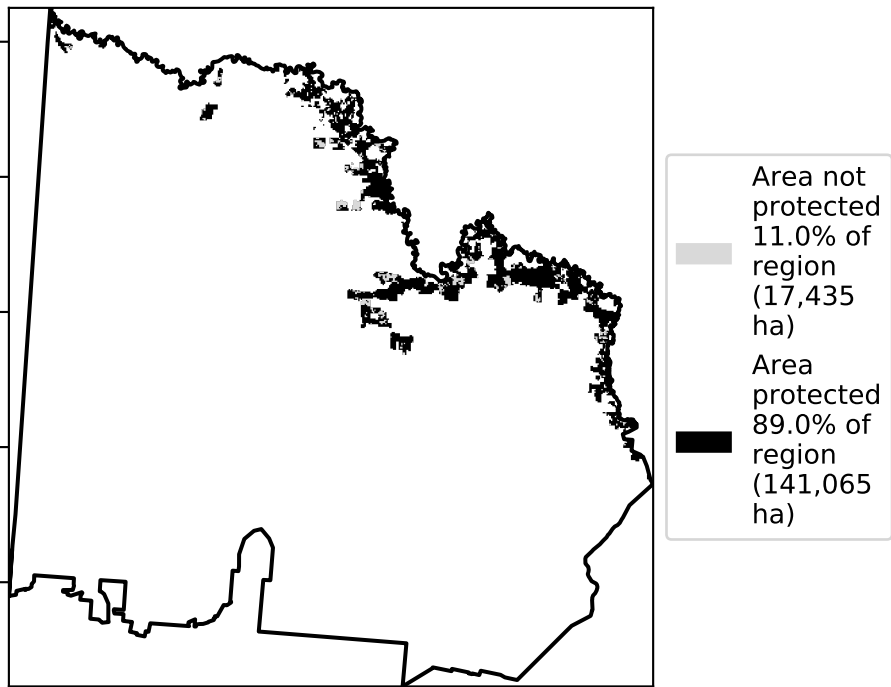 Area not
protected
11.0% of
region
(17,435
ha)
Area
protected
89.0% of
region
(141,065
ha)